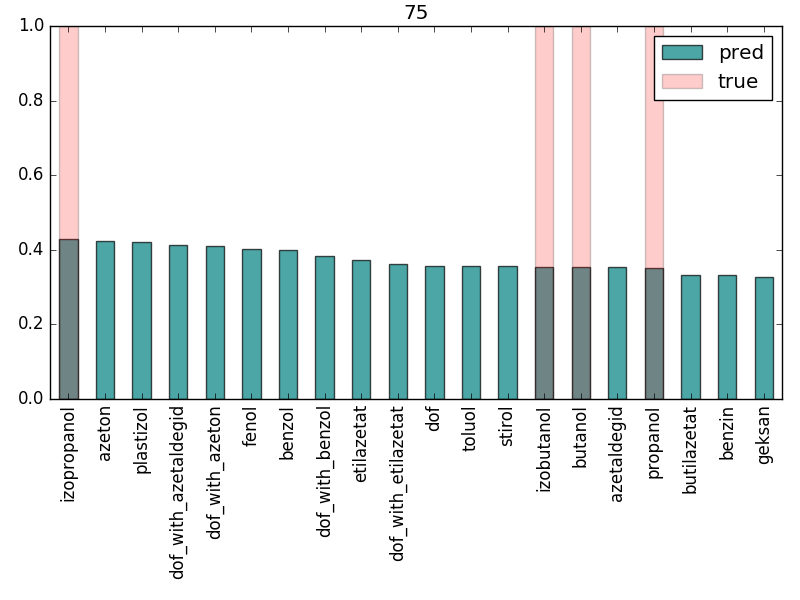 75
1.0
0.8
0.6
0.4
0.2
0.0
pred
true
izopropanol
azeton
plastizol
dof_with_azetaldegid
dof_with_azeton
fenol
benzol
dof_with_benzol
etilazetat
dof_with_etilazetat
dof
toluol
stirol
izobutanol
butanol
azetaldegid
propanol
butilazetat
benzin
geksan